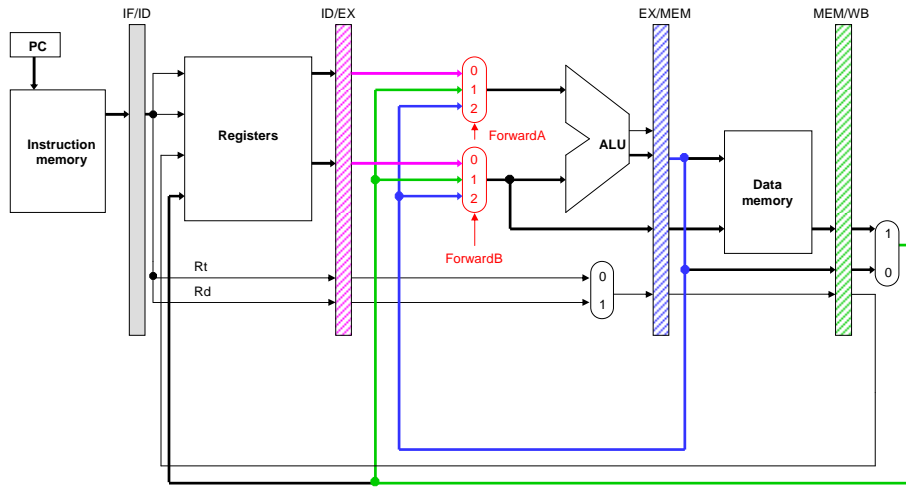 IF/ID
ID/EX
EX/MEM
MEM/WB
PC
Instruction
memory
Registers
0
1
2
ForwardA
0
1
2
ForwardB
ALU
Data
memory
1
0
Rt
Rd
0
1